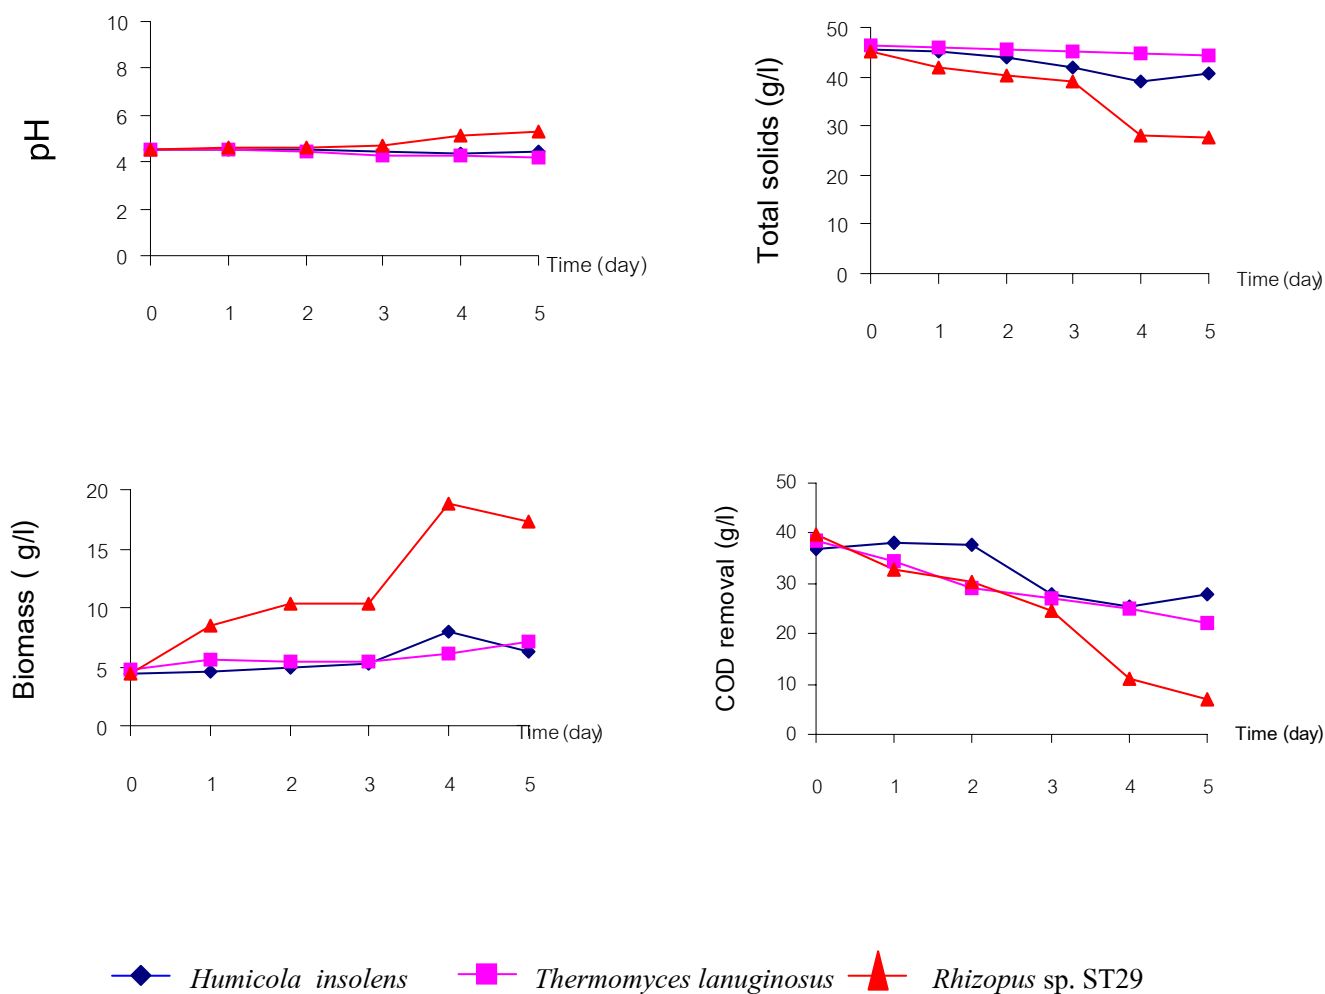 10
8
6
4
2
0
pH
Time (day)
0 1 2 3 4 5
50
40
30
20
10
0
Total solids (g/l)
Time (day)
0 1 2 3 4 5
20
15
10
5
0
Biomass ( g/l)
Time (day)
0 1 2 3 4 5
50
40
30
20
10
0
COD removal (g/l)
Time (day)
0 1 2 3 4 5
Humicola insolens Thermomyces lanuginosus Rhizopus sp. ST29